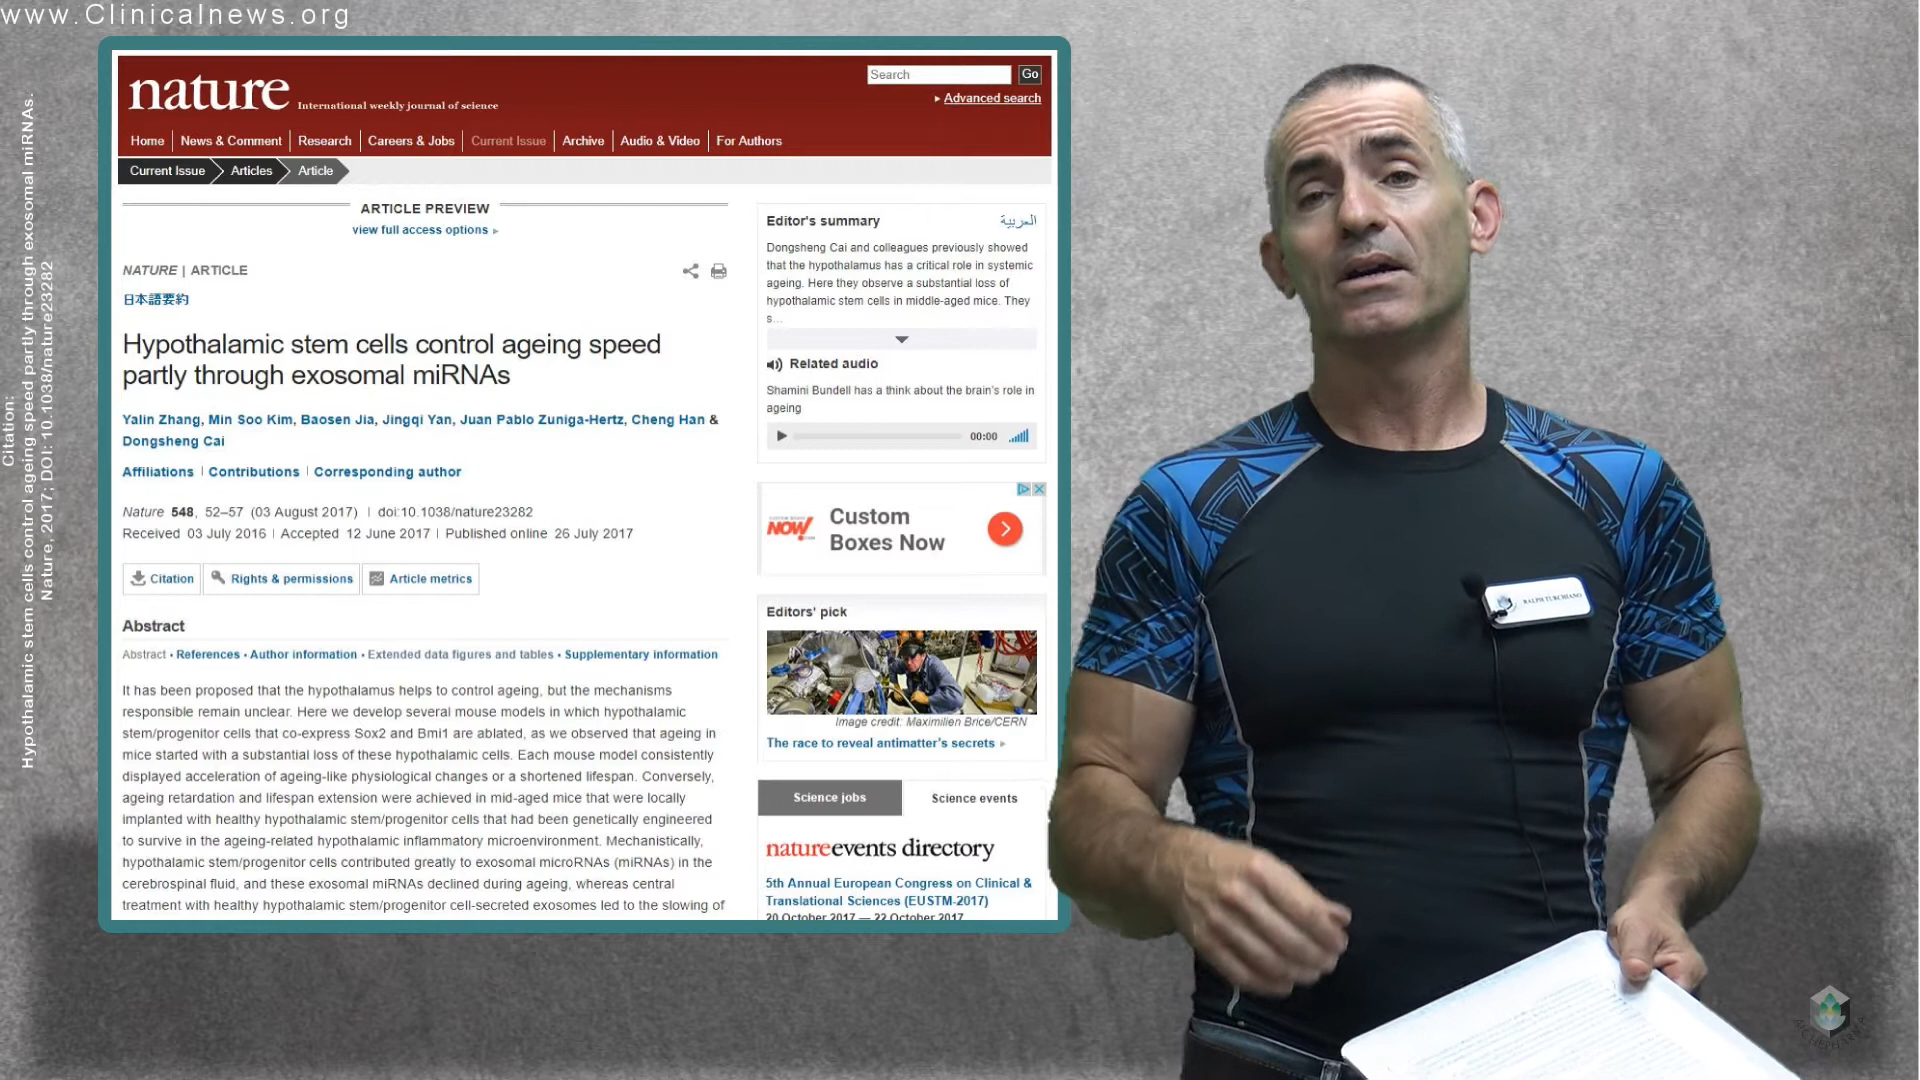 www.Clinicalnews.org
Citation:
Hypothalamic stem cells control ageing speed partly through exosomal miRNAs.
Nature, 2017; DOI: 10.1038/nature23282
nature International weekly journal of science
Search Go
Advanced search
Home News & Comment Research Careers & Jobs Current Issue Archive Audio & Video For Authors
Current Issue Articles Article
ARTICLE PREVIEW
view full access options
NATURE | ARTICLE
日本語要約
Hypothalamic stem cells control ageing speed
partly through exosomal miRNAs
Yalin Zhang, Min Soo Kim, Baosen Jia, Jingqi Yan, Juan Pablo Zuniga-Hertz, Cheng Han &
Dongsheng Cai
Affiliations | Contributions | Corresponding author
Nature 548, 52–57 (03 August 2017) | doi:10.1038/nature23282
Received 03 July 2016 | Accepted 12 June 2017 | Published online 26 July 2017
Citation Rights & permissions Article metrics
Abstract
Abstract • References • Author information • Extended data figures and tables • Supplementary information
It has been proposed that the hypothalamus helps to control ageing, but the mechanisms
responsible remain unclear. Here we develop several mouse models in which hypothalamic
stem/progenitor cells that co-express Sox2 and Bmi1 are ablated, as we observed that ageing in
mice started with a substantial loss of these hypothalamic cells. Each mouse model consistently
displayed acceleration of ageing-like physiological changes or a shortened lifespan. Conversely,
ageing retardation and lifespan extension were achieved in mid-aged mice that were locally
implanted with healthy hypothalamic stem/progenitor cells that had been genetically engineered
to survive in the ageing-related hypothalamic inflammatory microenvironment. Mechanistically,
hypothalamic stem/progenitor cells contributed greatly to exosomal microRNAs (miRNAs) in the
cerebrospinal fluid, and these exosomal miRNAs declined during ageing, whereas central
treatment with healthy hypothalamic stem/progenitor cell-secreted exosomes led to the slowing of
Editor's summary العربية
Dongsheng Cai and colleagues previously showed
that the hypothalamus has a critical role in systemic
ageing. Here they observe a substantial loss of
hypothalamic stem cells in middle-aged mice. They
s...
Related audio
Shamini Bundell has a think about the brain's role in
ageing
00:00
NOW!
Custom
Boxes Now
Editors' pick
Image credit: Maximilien Brice/CERN
The race to reveal antimatter's secrets
Science jobs Science events
natureevents directory
5th Annual European Congress on Clinical &
Translational Sciences (EUSTM-2017)
20 October 2017 — 22 October 2017
RALPH TURCHIANO